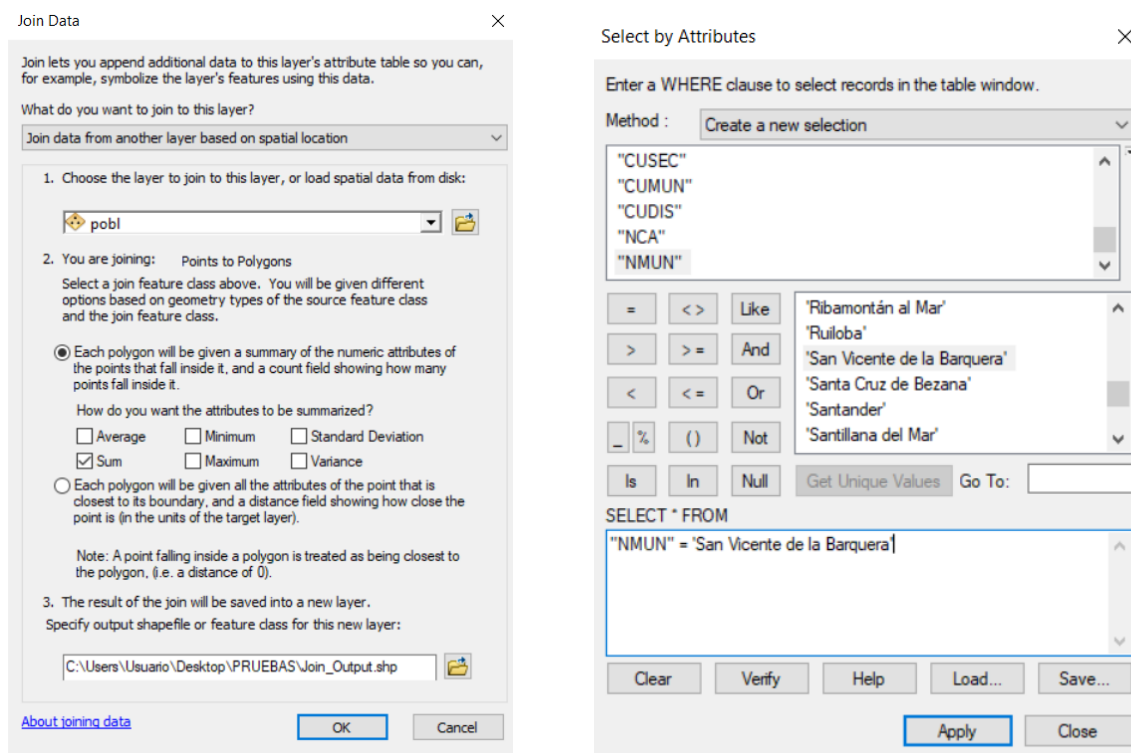 Join Data
Join lets you append additional data to this layer's attribute table so you can,
for example, symbolize the layer's features using this data.
What do you want to join to this layer?
Join data from another layer based on spatial location
1. Choose the layer to join to this layer, or load spatial data from disk:
pobl
2. You are joining: Points to Polygons
Select a join feature class above. You will be given different
options based on geometry types of the source feature class
and the join feature class.
Each polygon will be given a summary of the numeric attributes of
the points that fall inside it, and a count field showing how many
points fall inside it.
How do you want the attributes to be summarized?
Average Minimum Standard Deviation
Sum Maximum Variance
Each polygon will be given all the attributes of the point that is
closest to its boundary, and a distance field showing how close the
point is (in the units of the target layer).
Note: A point falling inside a polygon is treated as being closest to
the polygon, (i.e. a distance of 0).
3. The result of the join will be saved into a new layer.
Specify output shapefile or feature class for this new layer:
C:\Users\Usuario\Desktop\PRUEBAS\Join_Output.shp
About joining data
OK Cancel
Select by Attributes
Enter a WHERE clause to select records in the table window.
Method : Create a new selection
"CUSEC"
"CUMUN"
"CUDIS"
"NCA"
"NMUN"
= < > Like
> > = And
< < = Or
_ % ( ) Not
Is In Null
'Ribamontán al Mar'
'Ruiloba'
'San Vicente de la Barquera'
'Santa Cruz de Bezana'
'Santander'
'Santillana del Mar'
Get Unique Values Go To:
SELECT * FROM
"NMUN" = 'San Vicente de la Barquera'
Clear Verify Help Load... Save...
Apply Close